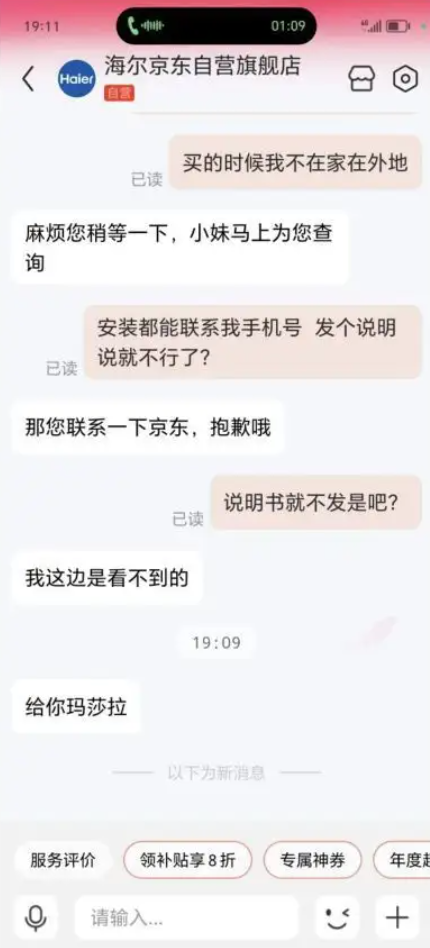 19:11
01:09
Haier
海尔京东自营旗舰店
自营
买的时候我不在家在外地
已读
麻烦您稍等一下，小妹马上为您查
询
安装都能联系我手机号 发个说明
说就不行了？
已读
那您联系一下京东，抱歉哦
说明书就不发是吧？
已读
我这边是看不到的
19:09
给你玛莎拉
以下为新消息
服务评价
领补贴享8折
专属神券
年度
请输入...